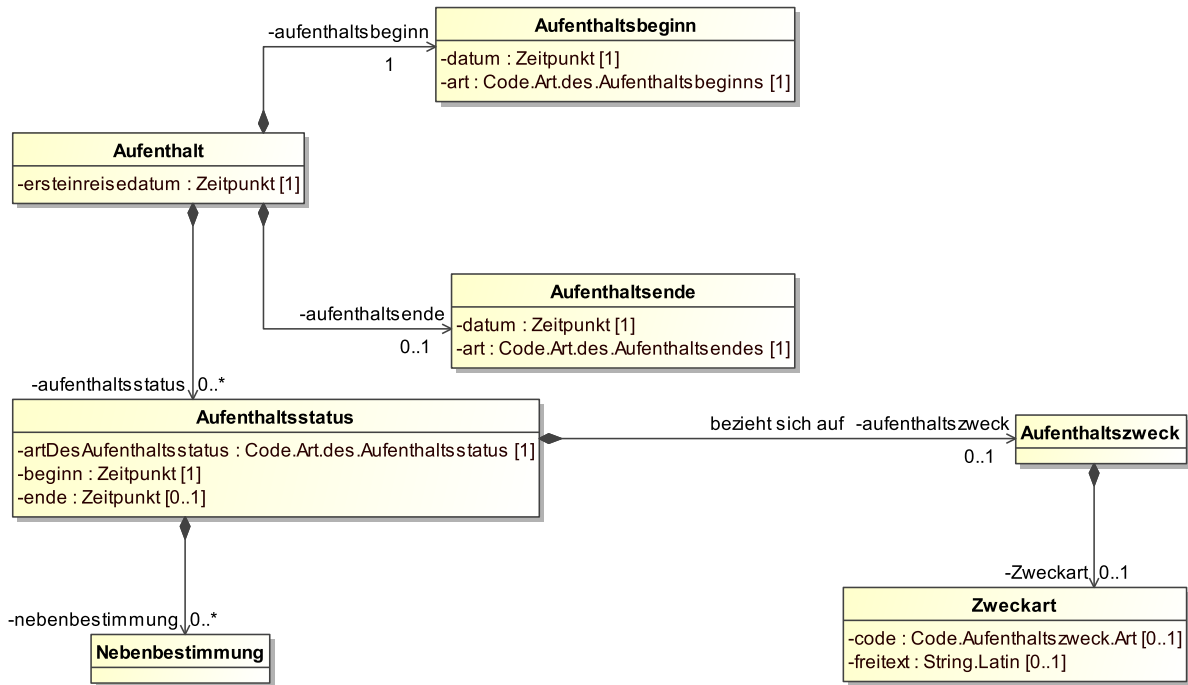 -aufenthaltsbeginn
1
Aufenthaltsbeginn
-datum : Zeitpunkt [1]
-art : Code.Art.des.Aufenthaltsbeginns [1]
Aufenthalt
-ersteinreisedatum : Zeitpunkt [1]
-aufenthaltsende
0..1
Aufenthaltsende
-datum : Zeitpunkt [1]
-art : Code.Art.des.Aufenthaltsendes [1]
-aufenthaltsstatus 0..*
Aufenthaltsstatus
-artDesAufenthaltsstatus : Code.Art.des.Aufenthaltsstatus [1]
-beginn : Zeitpunkt [1]
-ende : Zeitpunkt [0..1]
bezieht sich auf -aufenthaltszweck
0..1
Aufenthaltszweck
-Zweckart 0..1
Zweckart
-code : Code.Aufenthaltszweck.Art [0..1]
-freitext : String.Latin [0..1]
-nebenbestimmung 0..*
Nebenbestimmung